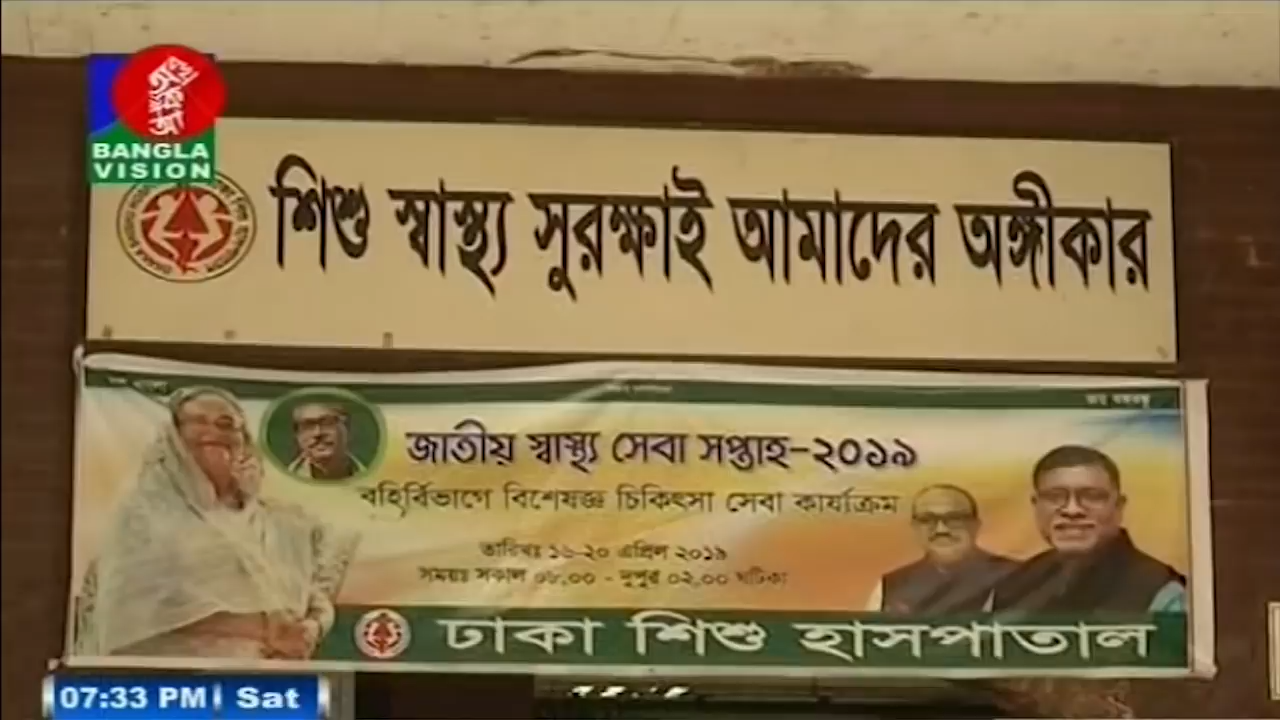 BANGLA
VISION
শিশু স্বাস্থ্য সুরক্ষাই আমাদের অঙ্গীকার
জাতীয় স্বাস্থ্য সেবা সপ্তাহ-২০১৯
বহির্বিভাগে বিশেষজ্ঞ চিকিৎসা সেবা কার্যক্রম
তারিখঃ ১৬-২০ এপ্রিল ২০১৯
সময়ঃ সকাল ০৮.০০ - দুপুর ০২.০০ ঘটিকা
ঢাকা শিশু হাসপাতাল
07:33 PM Sat